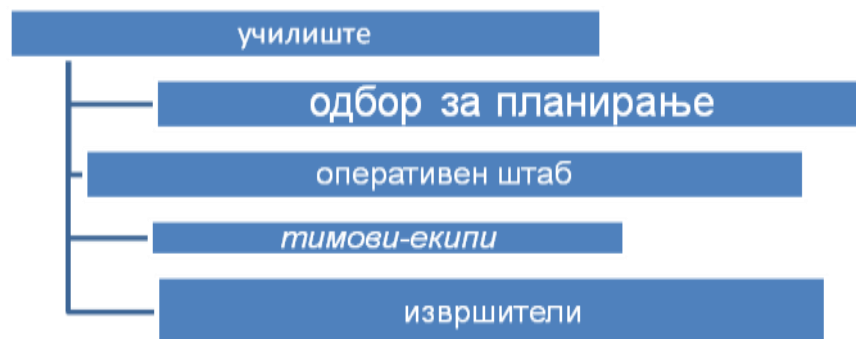 училиште
одбор за планирање
оперативен штаб
тимови-екипи
извршители